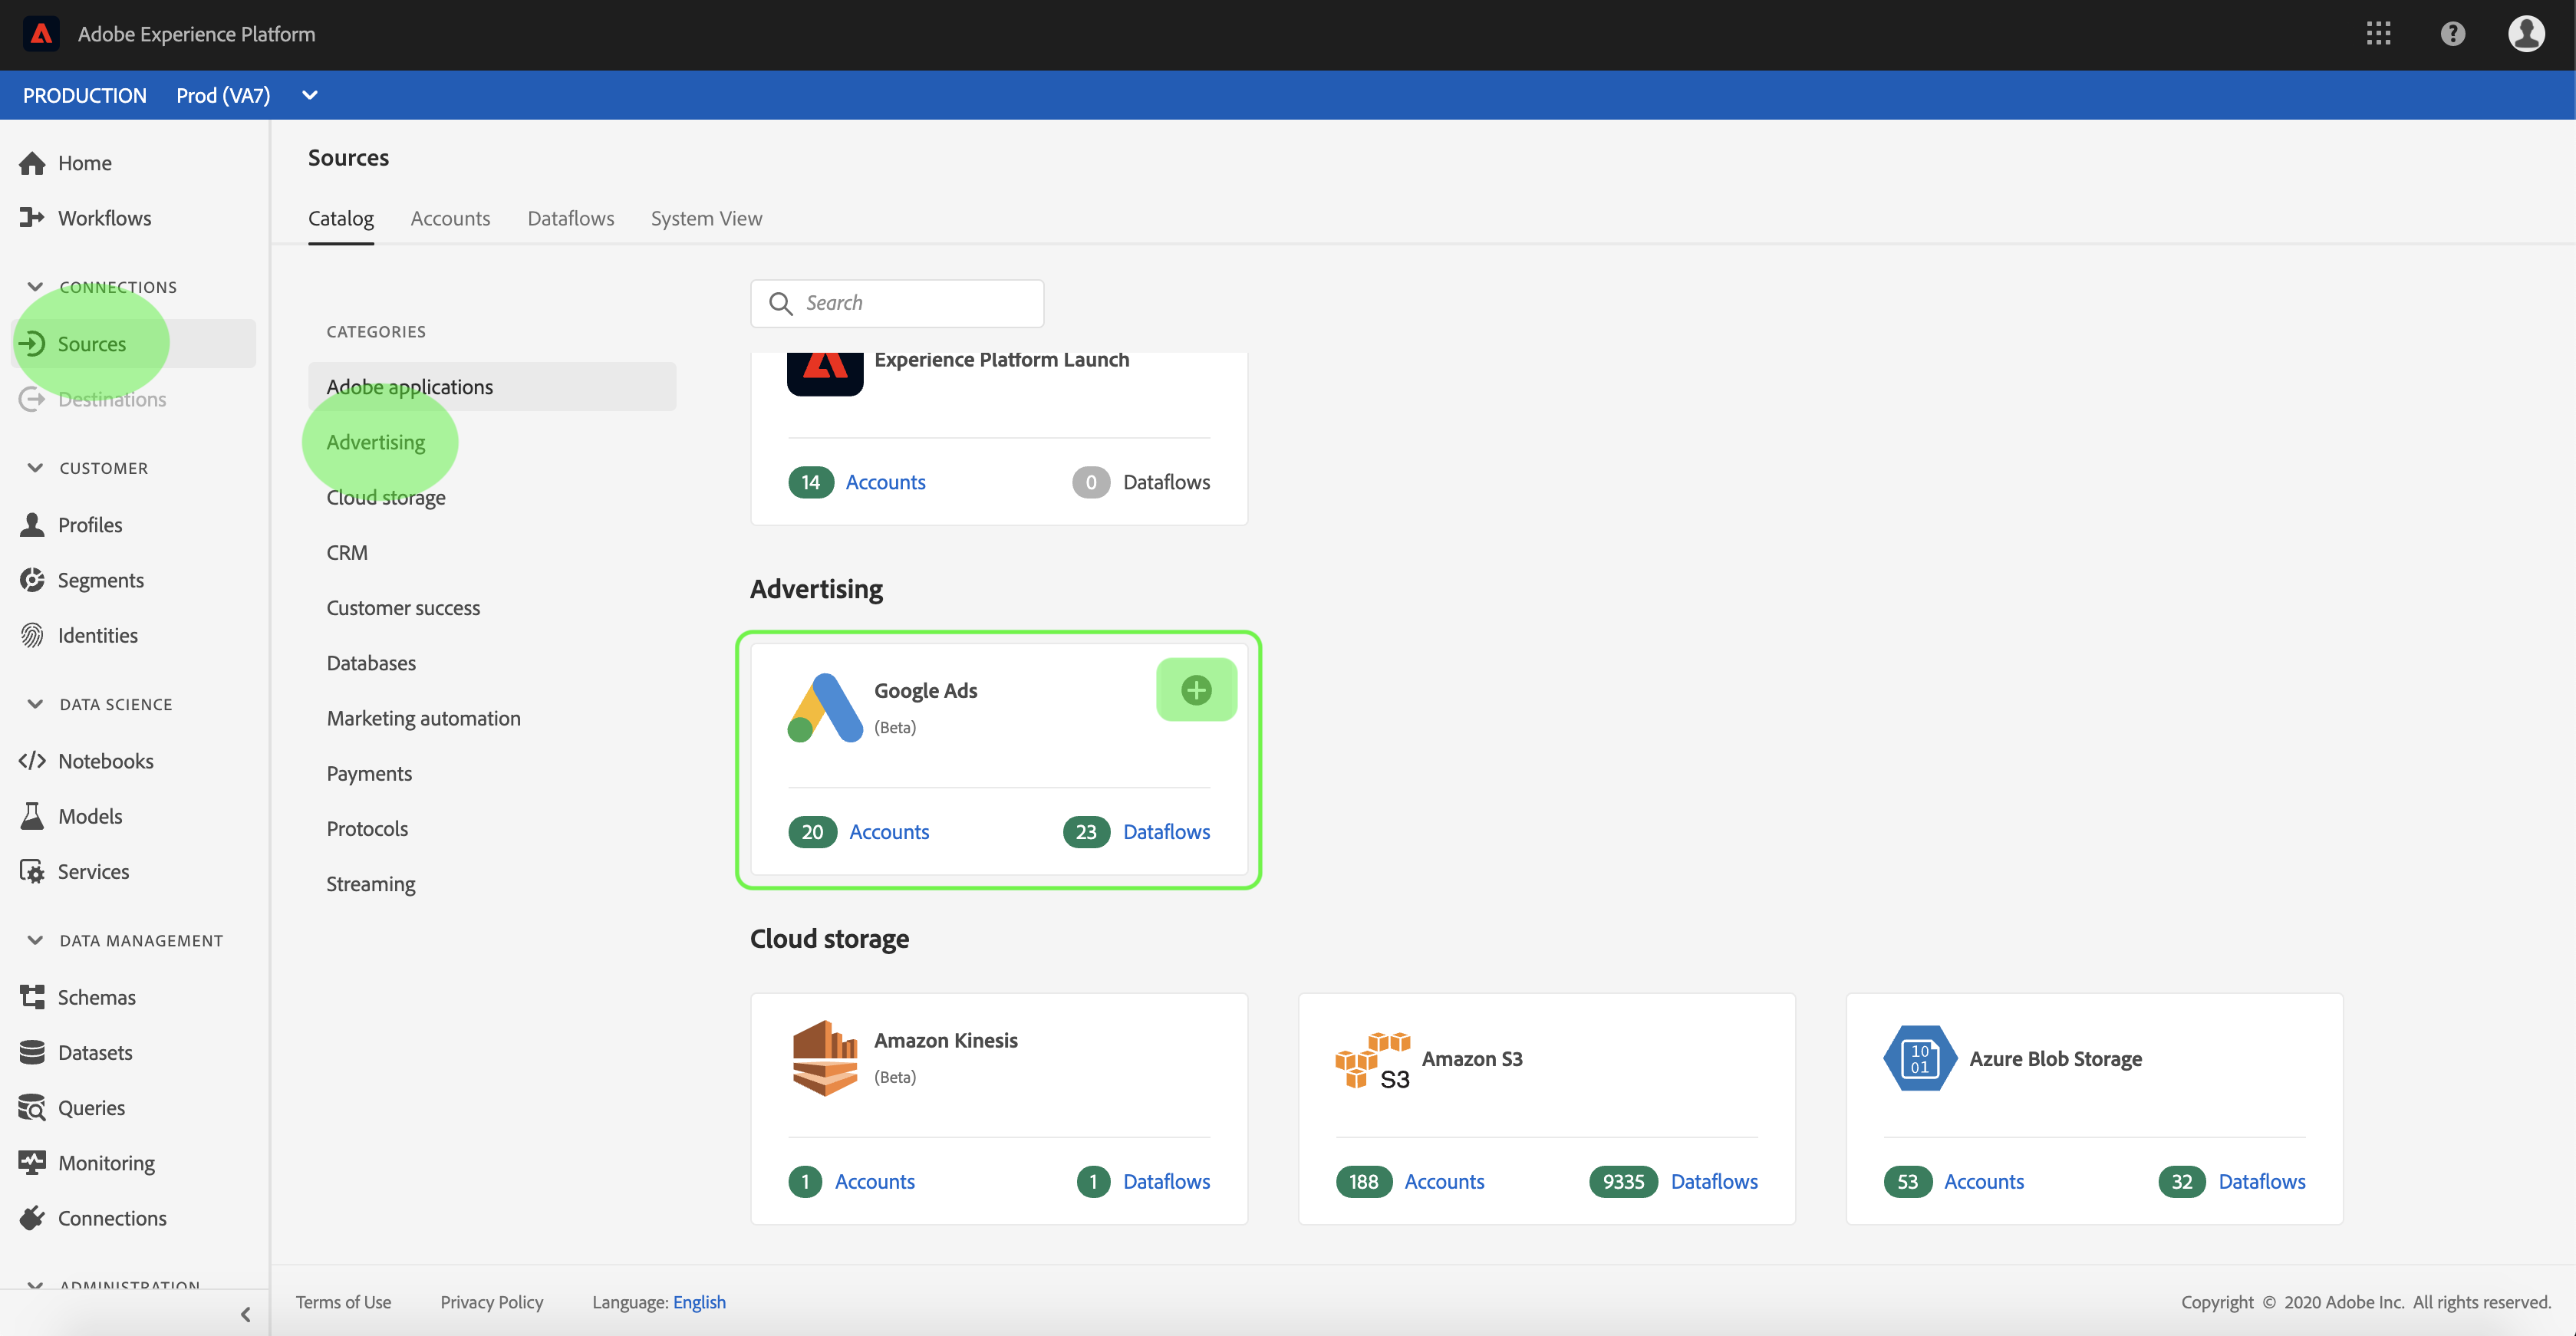 Adobe Experience Platform
PRODUCTION Prod (VA7)
Home
Workflows
CONNECTIONS
Sources
Destinations
CUSTOMER
Profiles
Segments
Identities
DATA SCIENCE
Notebooks
Models
Services
DATA MANAGEMENT
Schemas
Datasets
Queries
Monitoring
Connections
ADMINISTRATION
Sources
Catalog Accounts Dataflows System View
CATEGORIES
Adobe applications
Advertising
Cloud storage
CRM
Customer success
Databases
Marketing automation
Payments
Protocols
Streaming
Search
Experience Platform Launch
14 Accounts 0 Dataflows
Advertising
Google Ads
(Beta)
20 Accounts 23 Dataflows
Cloud storage
Amazon Kinesis
(Beta)
1 Accounts 1 Dataflows
S3
Amazon S3
188 Accounts 9335 Dataflows
10
01
Azure Blob Storage
53 Accounts 32 Dataflows
Terms of Use Privacy Policy Language: English
Copyright © 2020 Adobe Inc. All rights reserved.